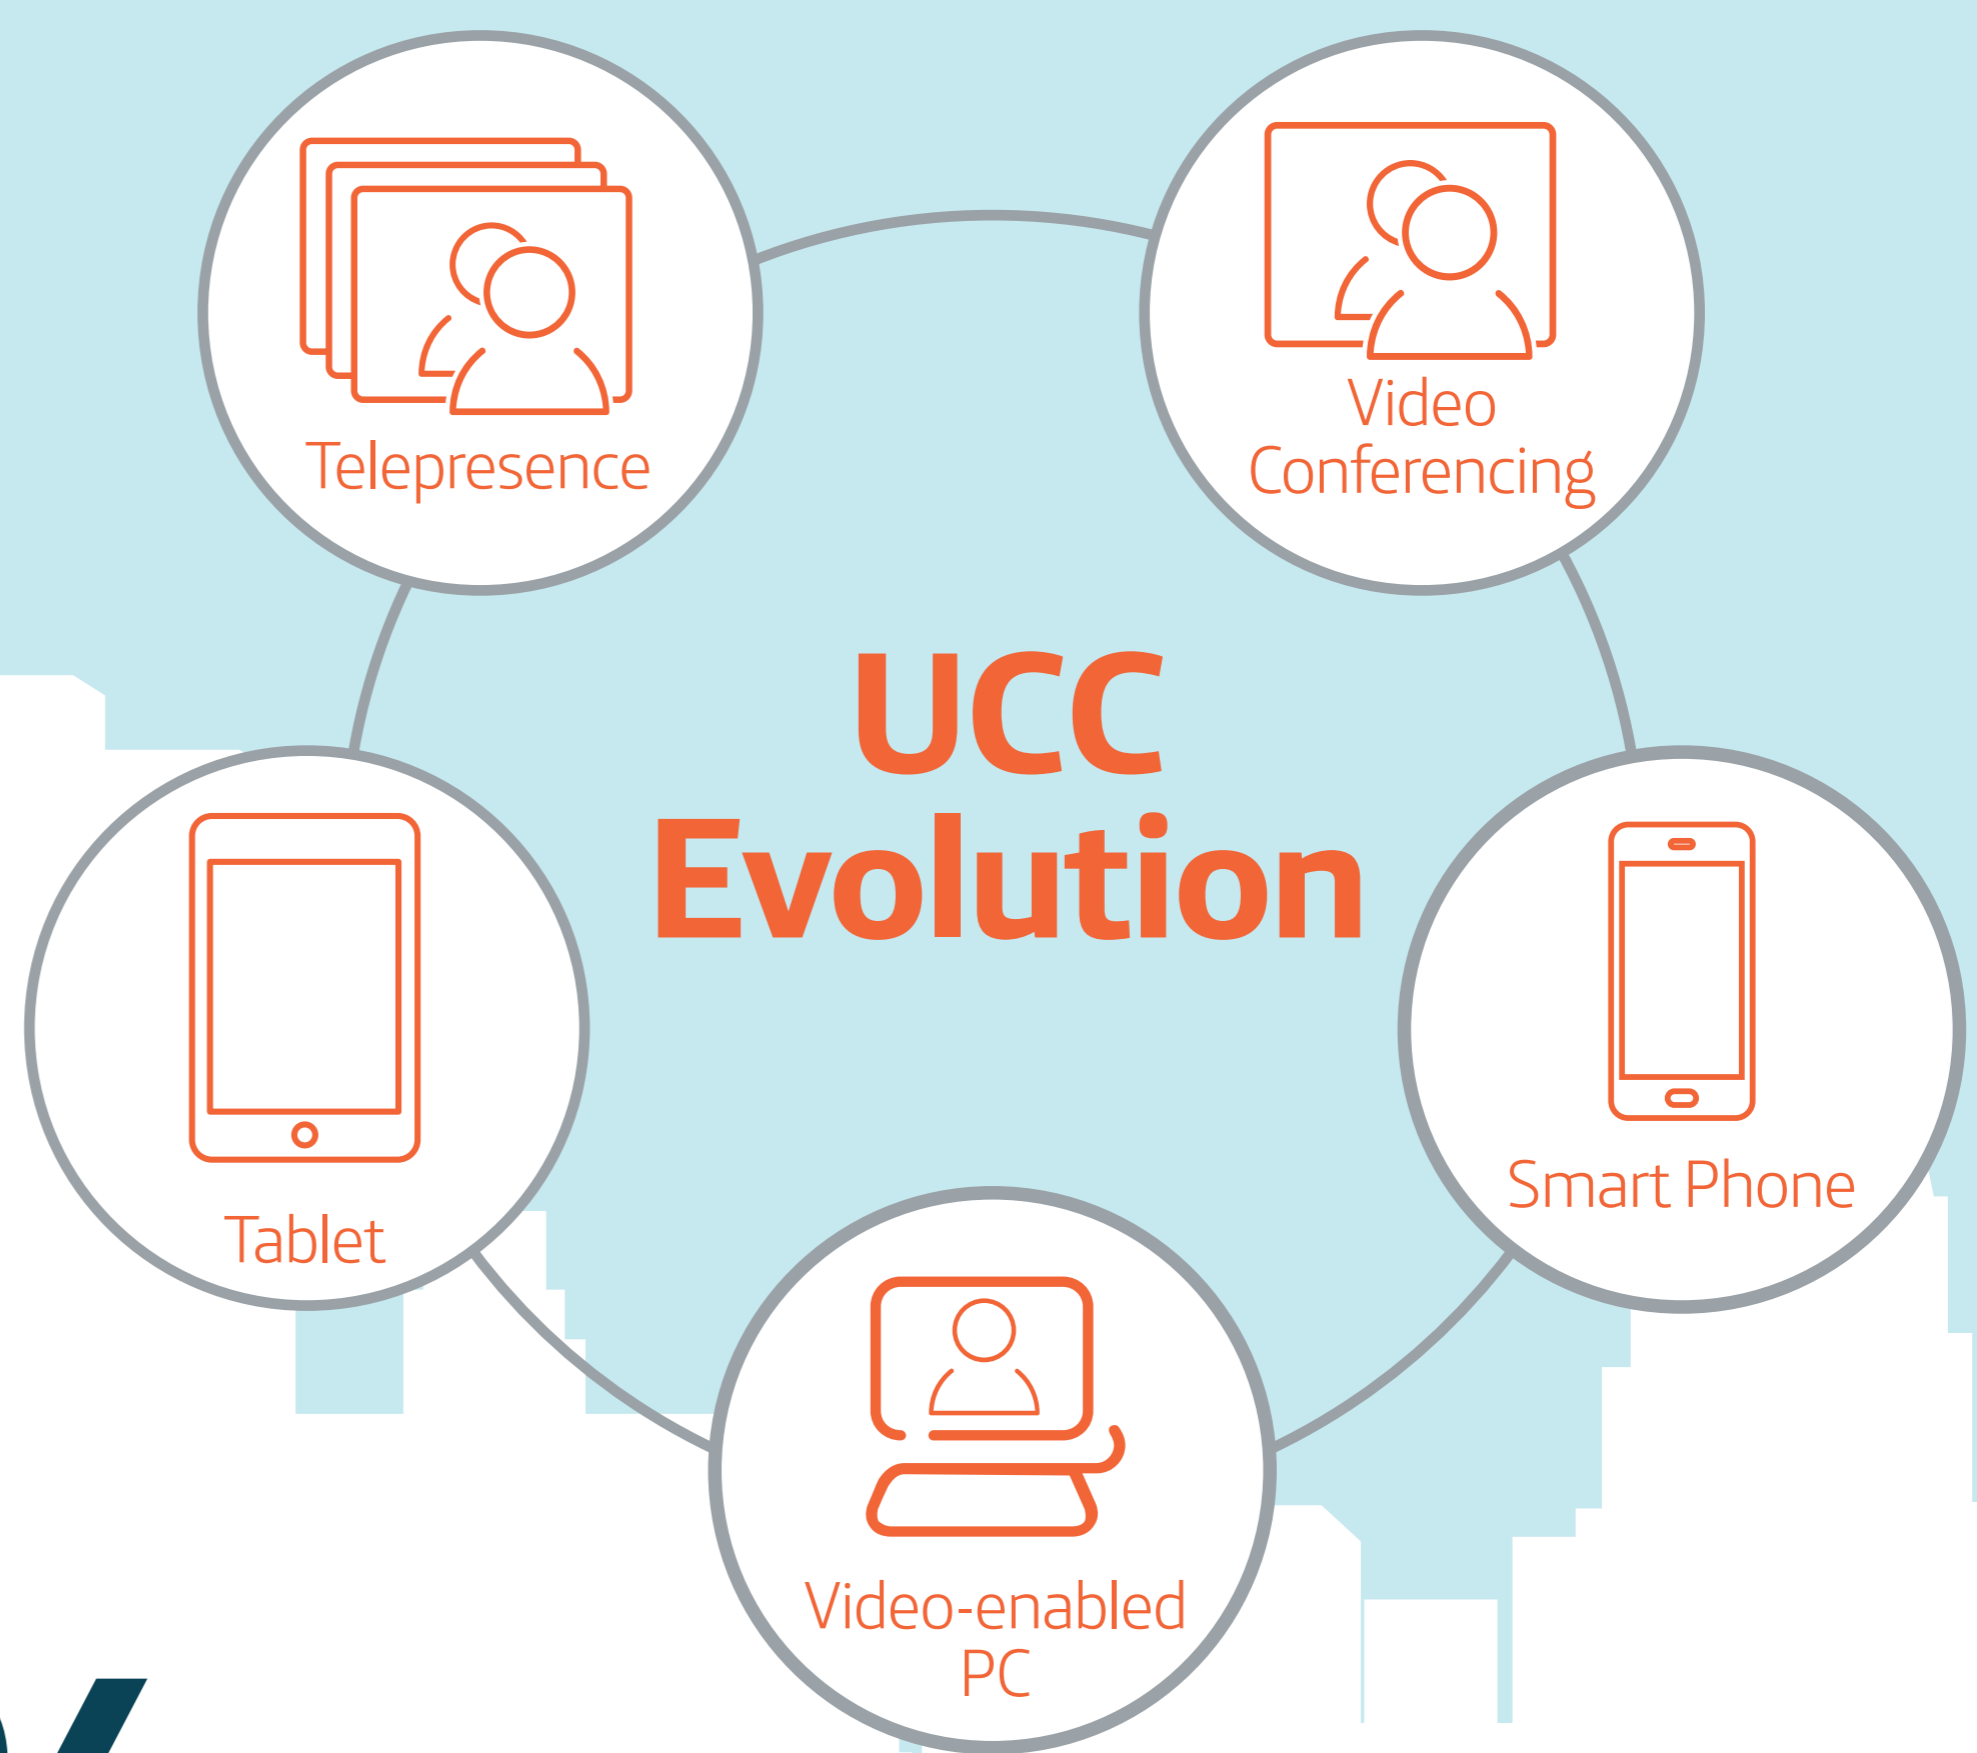 Telepresence
Video
Conferencing
UCC
Evolution
Tablet
Smart Phone
Video-enabled
PC